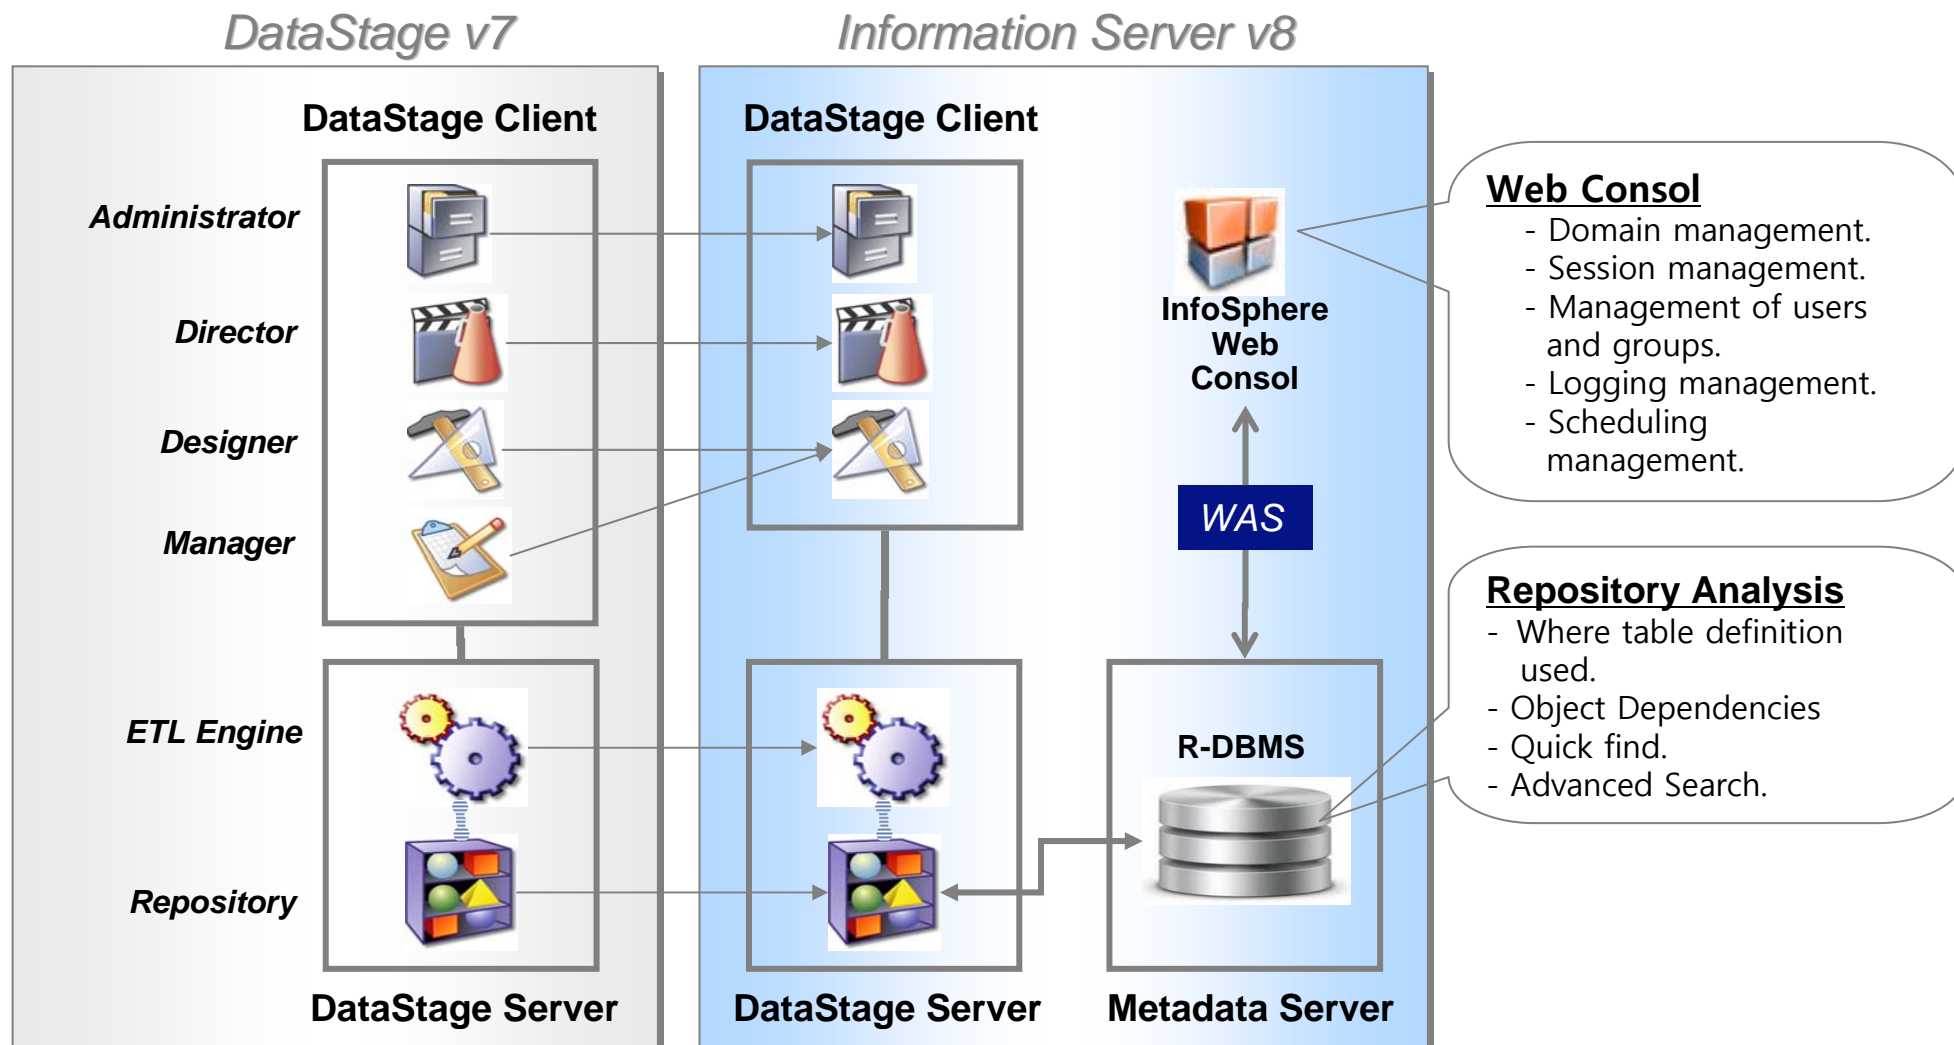 DataStage v7
Information Server v8
DataStage Client
Administrator
Director
Designer
Manager
ETL Engine
Repository
DataStage Server
DataStage Client
DataStage Server
InfoSphere
Web
Consol
WAS
R-DBMS
Metadata Server
Web Consol
- Domain management.
- Session management.
- Management of users
and groups.
- Logging management.
- Scheduling
management.
Repository Analysis
- Where table definition
used.
- Object Dependencies
- Quick find.
- Advanced Search.